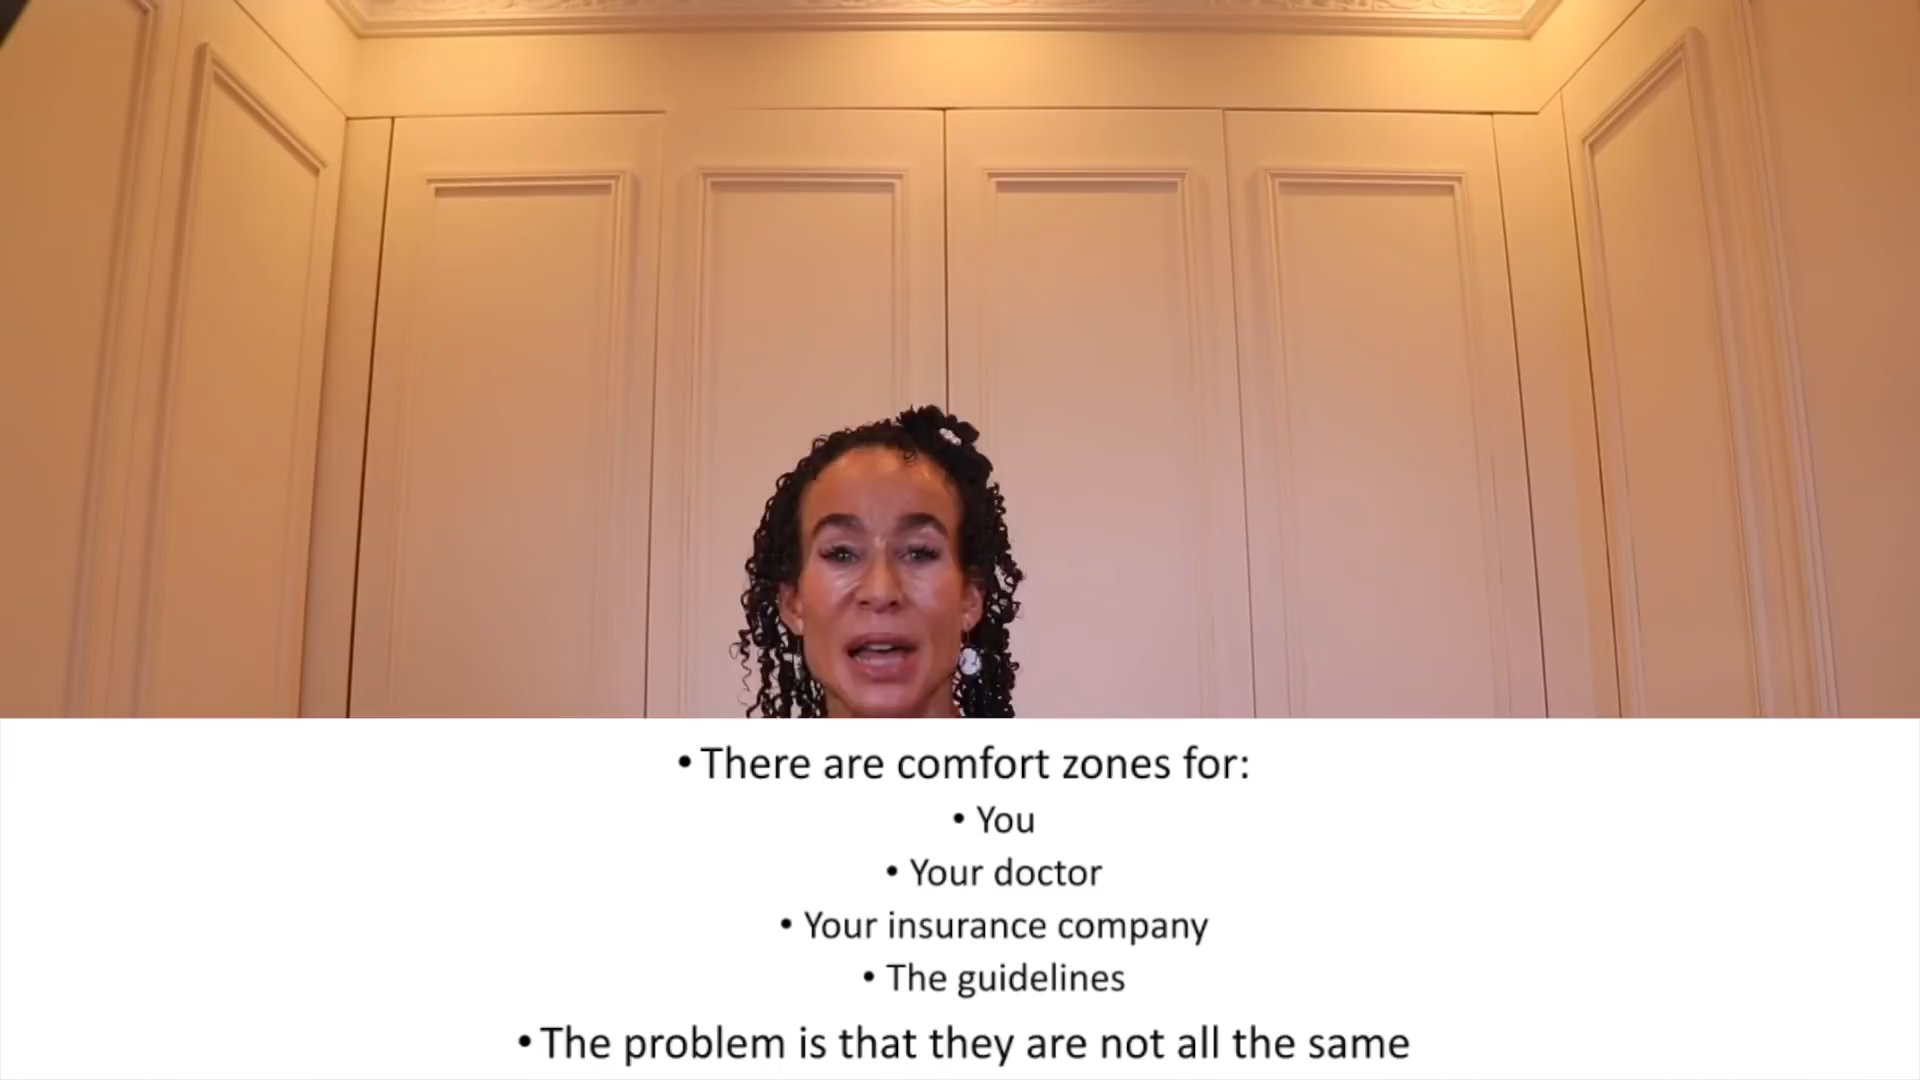 • There are comfort zones for:
• You
• Your doctor
• Your insurance company
• The guidelines
• The problem is that they are not all the same